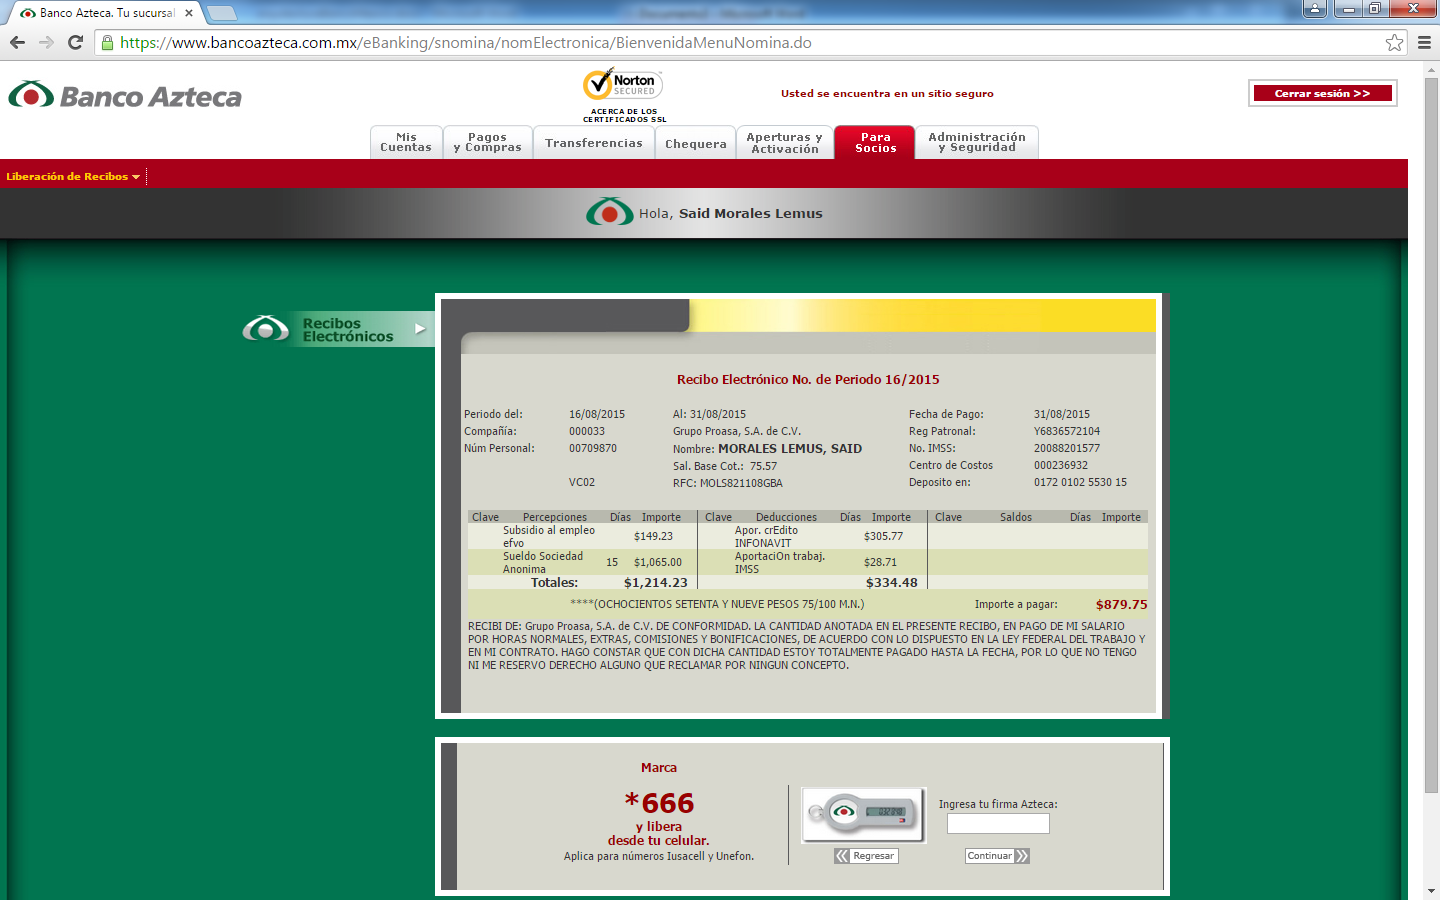 Banco Azteca. Tu sucursal
https://www.bancoazteca.com.mx/eBanking/snomina/nomElectronica/BienvenidaMenuNomina.do
Banco Azteca
Norton
SECURED
ACERCA DE LOS
CERTIFICADOS SSL
Usted se encuentra en un sitio seguro
Cerrar sesión >>
Mis Cuentas
Pagos y Compras
Transferencias
Chequera
Aperturas y Activación
Para Socios
Administración y Seguridad
Liberación de Recibos
Hola, Said Morales Lemus
Recibos
Electrónicos
Recibo Electrónico No. de Periodo 16/2015
Periodo del: 16/08/2015 Al: 31/08/2015 Fecha de Pago: 31/08/2015
Compañía: 000033 Grupo Proasa, S.A. de C.V. Reg Patronal: Y6836572104
Núm Personal: 00709870 Nombre: MORALES LEMUS, SAID No. IMSS: 20088201577
Sal. Base Cot.: 75.57 Centro de Costos 000236932
VC02 RFC: MOLS821108GBA Deposito en: 0172 0102 5530 15
Clave Percepciones Días Importe Clave Deducciones Días Importe Clave Saldos Días Importe
Subsidio al empleo efvo $149.23 Apor. crEdito INFONAVIT $305.77
Sueldo Sociedad Anonima 15 $1,065.00 AportaciOn trabaj. IMSS $28.71
Totales: $1,214.23 $334.48
****(OCHOCIENTOS SETENTA Y NUEVE PESOS 75/100 M.N.) Importe a pagar: $879.75
RECIBI DE: Grupo Proasa, S.A. de C.V. DE CONFORMIDAD. LA CANTIDAD ANOTADA EN EL PRESENTE RECIBO, EN PAGO DE MI SALARIO
POR HORAS NORMALES, EXTRAS, COMISIONES Y BONIFICACIONES, DE ACUERDO CON LO DISPUESTO EN LA LEY FEDERAL DEL TRABAJO Y
EN MI CONTRATO. HAGO CONSTAR QUE CON DICHA CANTIDAD ESTOY TOTALMENTE PAGADO HASTA LA FECHA, POR LO QUE NO TENGO
NI ME RESERVO DERECHO ALGUNO QUE RECLAMAR POR NINGUN CONCEPTO.
Marca
*666
y libera
desde tu celular.
Aplica para números Iusacell y Unefon.
Ingresa tu firma Azteca:
Regresar
Continuar